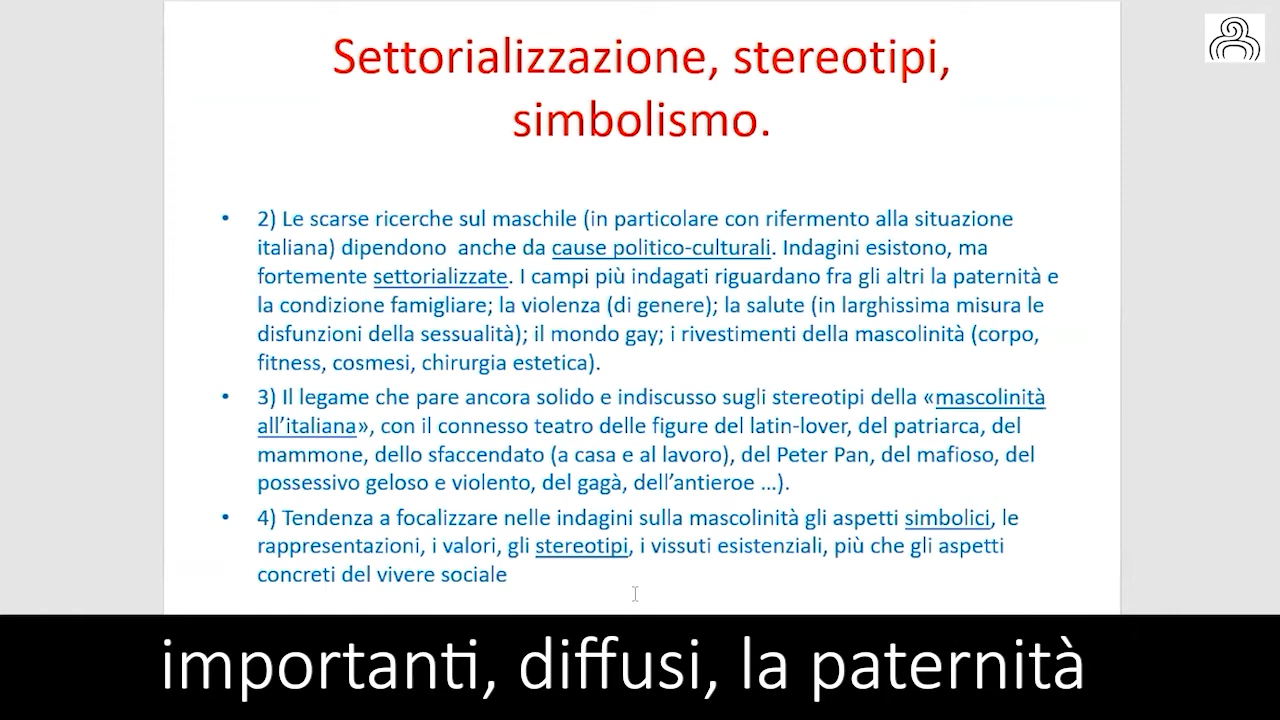 Settorializzazione, stereotipi,
simbolismo.
• 2) Le scarse ricerche sul maschile (in particolare con rifermento alla situazione
italiana) dipendono anche da cause politico-culturali. Indagini esistono, ma
fortemente settorializzate. I campi più indagati riguardano fra gli altri la paternità e
la condizione famigliare; la violenza (di genere); la salute (in larghissima misura le
disfunzioni della sessualità); il mondo gay; i rivestimenti della mascolinità (corpo,
fitness, cosmesi, chirurgia estetica).
• 3) Il legame che pare ancora solido e indiscusso sugli stereotipi della «mascolinità
all’italiana», con il connesso teatro delle figure del latin-lover, del patriarca, del
mammone, dello sfaccendato (a casa e al lavoro), del Peter Pan, del mafioso, del
possessivo geloso e violento, del gagà, dell’antieroe …).
• 4) Tendenza a focalizzare nelle indagini sulla mascolinità gli aspetti simbolici, le
rappresentazioni, i valori, gli stereotipi, i vissuti esistenziali, più che gli aspetti
concreti del vivere sociale
importanti, diffusi, la paternità